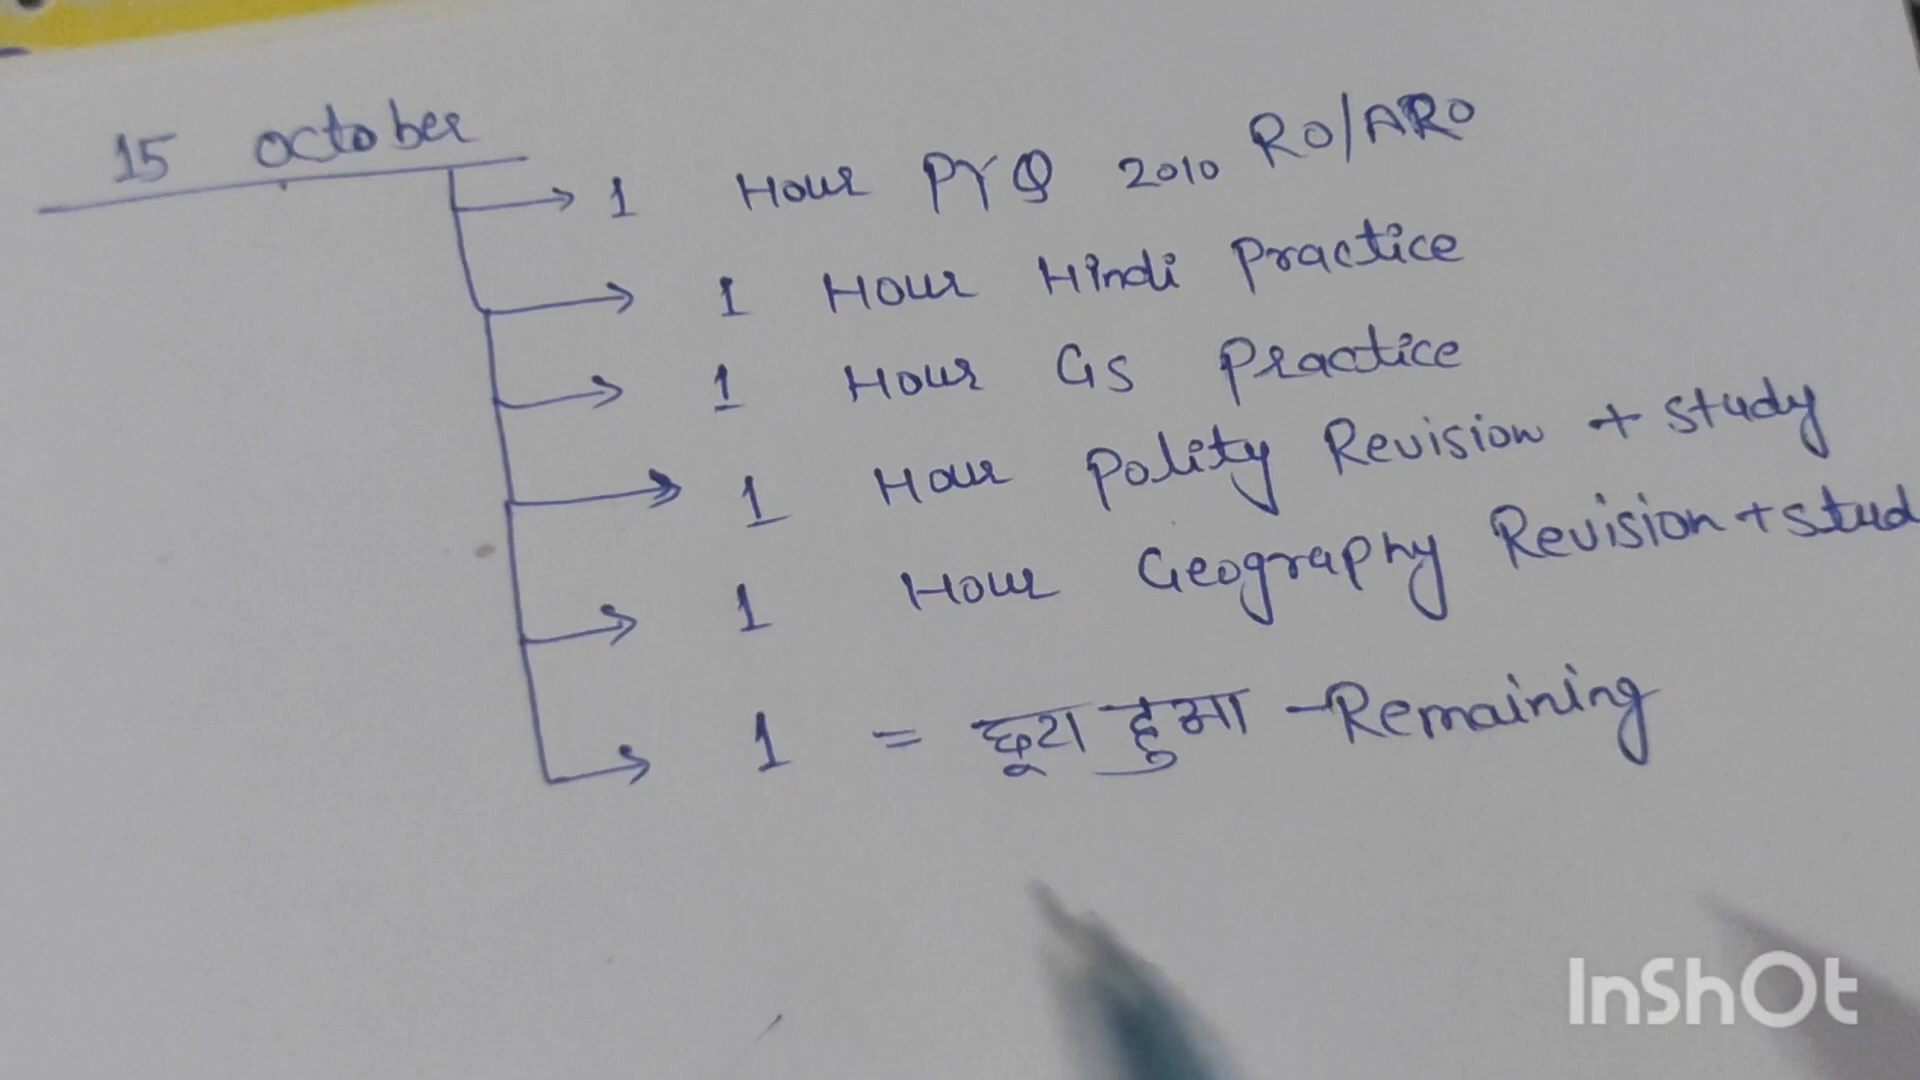 15 october
1 Hour PYQ 2010 RO/ARO
1 Hour Hindi Practice
1 Hour GS Practice
1 Hour Polity Revision + study
1 Hour Geography Revision + stud
1 = छूटा हुआ - Remaining
InShOt